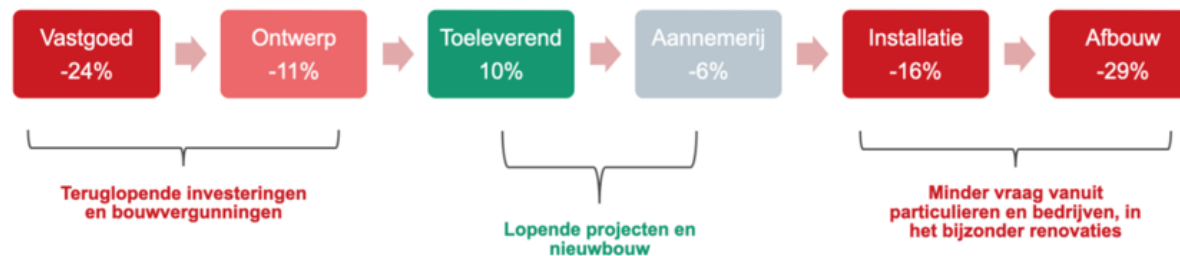 Vastgoed
-24%
Ontwerp
-11%
Toeleverend
10%
Aannemerij
-6%
Installatie
-16%
Afbouw
-29%
Teruglopende investeringen
en bouwvergunningen
Lopende projecten en
nieuwbouw
Minder vraag vanuit
particulieren en bedrijven, in
het bijzonder renovaties